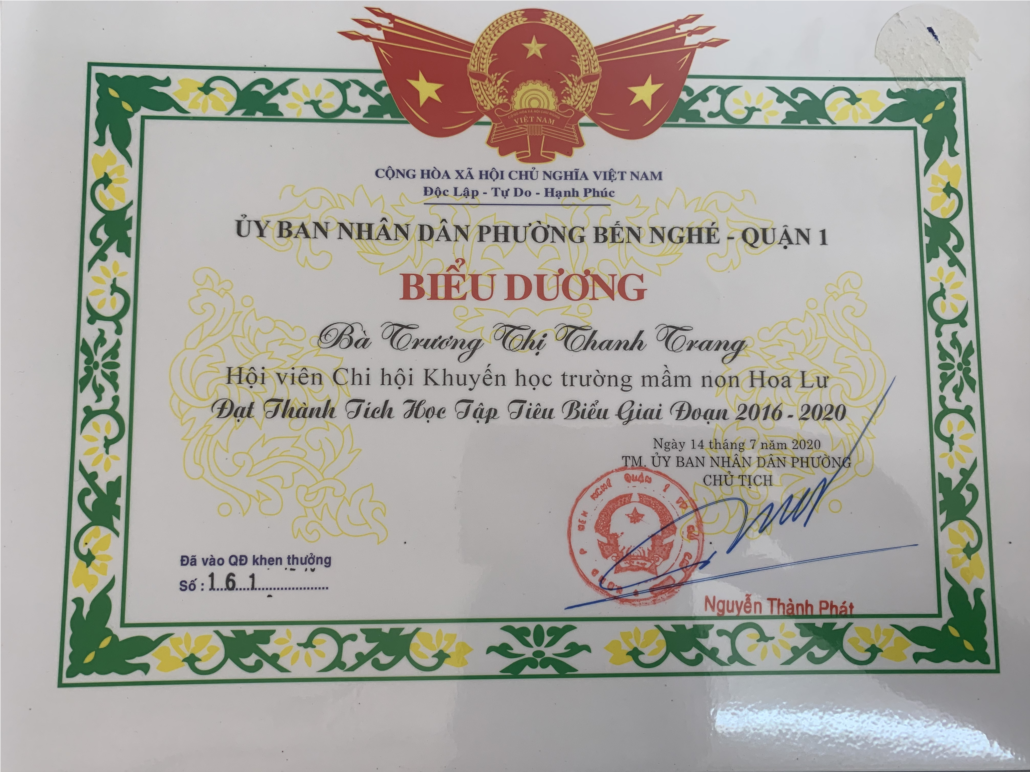 VIỆT NAM
CỘNG HÒA XÃ HỘI CHỦ NGHĨA VIỆT NAM
Độc Lập - Tự Do - Hạnh Phúc
ỦY BAN NHÂN DÂN PHƯỜNG BẾN NGHÉ - QUẬN 1
BIỂU DƯƠNG
Bà Trương Thị Thanh Trang
Hội viên Chi hội Khuyến học trường mầm non Hoa Lư
Đạt Thành Tích Học Tập Tiêu Biểu Giai Đoạn 2016 - 2020
Ngày 14 tháng 7 năm 2020
TM. ỦY BAN NHÂN DÂN PHƯỜNG
CHỦ TỊCH
Đã vào QĐ khen thưởng
Số : 161
Nguyễn Thành Phát